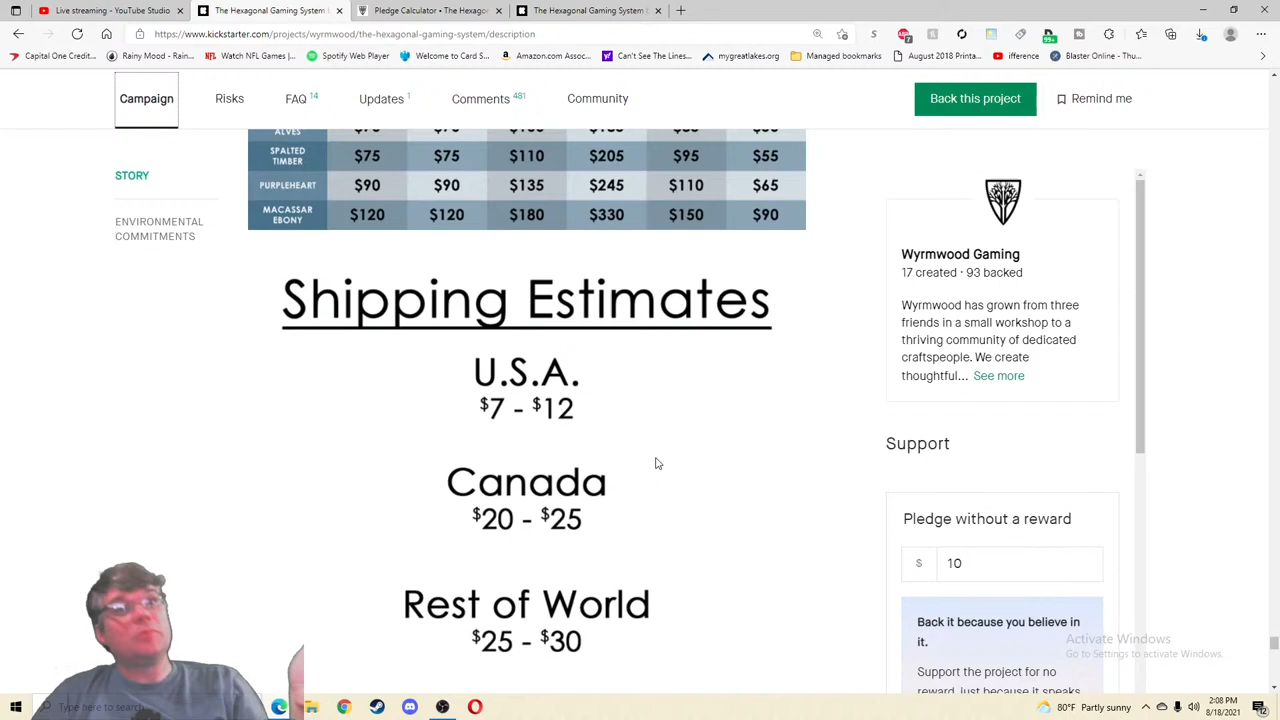 Live streaming - YouTube Studio
The Hexagonal Gaming System
Pledge Calculator • The Hexago
The Hexagonal Gaming System
https://www.kickstarter.com/projects/wyrmwood/the-hexagonal-gaming-system/description
Capital One Credit...
Rainy Mood - Rain...
Watch NFL Games |...
Spotify Web Player
Welcome to Card S...
Amazon.com Assoc...
Can't See The Lines...
mygreatlakes.org
Managed bookmarks
August 2018 Printa...
ifference
Blaster Online - Thu...
Campaign
Risks
FAQ 14
Updates 1
Comments 481
Community
Back this project
Remind me
STORY
ENVIRONMENTAL
COMMITMENTS
SPALTED
TIMBER $75 $75 $110 $205 $95 $55
PURPLEHEART $90 $90 $135 $245 $110 $65
MACASSAR
EBONY $120 $120 $180 $330 $150 $90
Shipping Estimates
U.S.A.
$7 - $12
Canada
$20 - $25
Rest of World
$25 - $30
Wyrmwood Gaming
17 created · 93 backed
Wyrmwood has grown from three
friends in a small workshop to a
thriving community of dedicated
craftspeople. We create
thoughtful... See more
Support
Pledge without a reward
$ 10
Back it because you believe in
it.
Support the project for no
reward, just because it speaks
Activate Windows
Go to Settings to activate Windows.
Type here to search
80°F Partly sunny
2:08 PM
8/18/2021